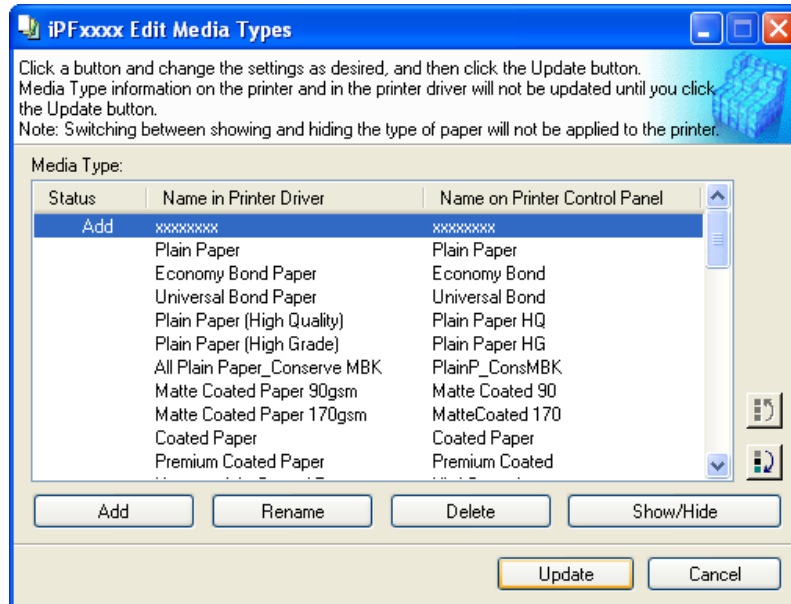 iPFxxxx Edit Media Types
Click a button and change the settings as desired, and then click the Update button.
Media Type information on the printer and in the printer driver will not be updated until you click
the Update button.
Note: Switching between showing and hiding the type of paper will not be applied to the printer.
Media Type:
Status Name in Printer Driver Name on Printer Control Panel
Add xxxxxxxx xxxxxxxx
Plain Paper Plain Paper
Economy Bond Paper Economy Bond
Universal Bond Paper Universal Bond
Plain Paper (High Quality) Plain Paper HQ
Plain Paper (High Grade) Plain Paper HG
All Plain Paper_Conserve MBK PlainP_ConsMBK
Matte Coated Paper 90gsm Matte Coated 90
Matte Coated Paper 170gsm MatteCoated 170
Coated Paper Coated Paper
Premium Coated Paper Premium Coated
Add Rename Delete Show/Hide
Update Cancel